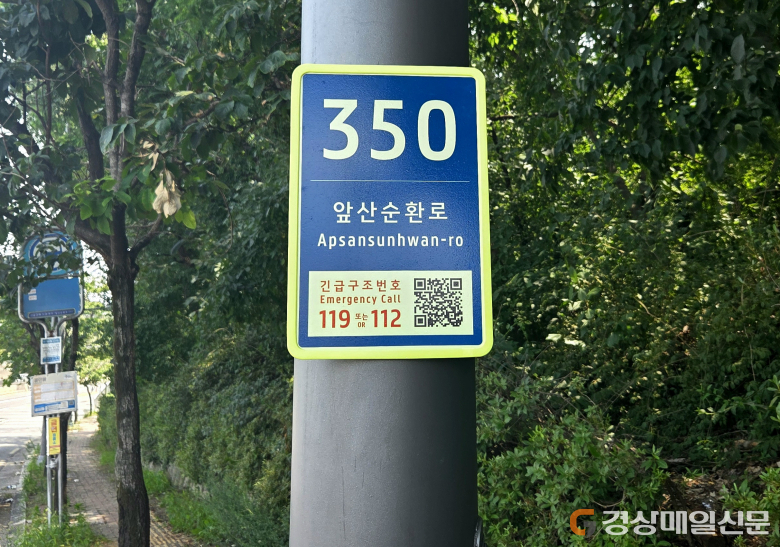 350
앞산순환로
Apsansunhwan-ro
긴급구조번호
Emergency Call
119 또는 OR 112
경상매일신문